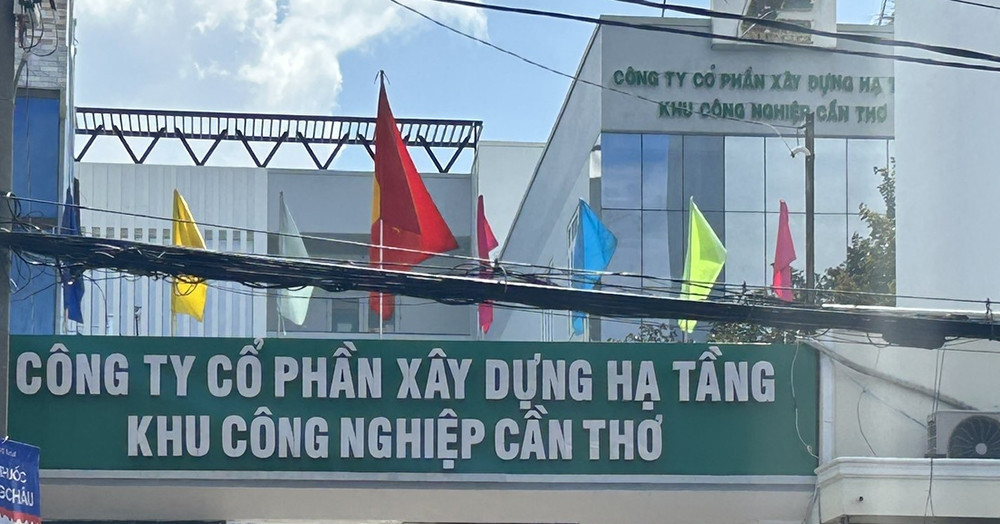 CÔNG TY CỔ PHẦN XÂY DỰNG HẠ T
KHU CÔNG NGHIỆP CẦN THƠ
CÔNG TY CỔ PHẦN XÂY DỰNG HẠ TẦNG
KHU CÔNG NGHIỆP CẦN THƠ
CHÂU